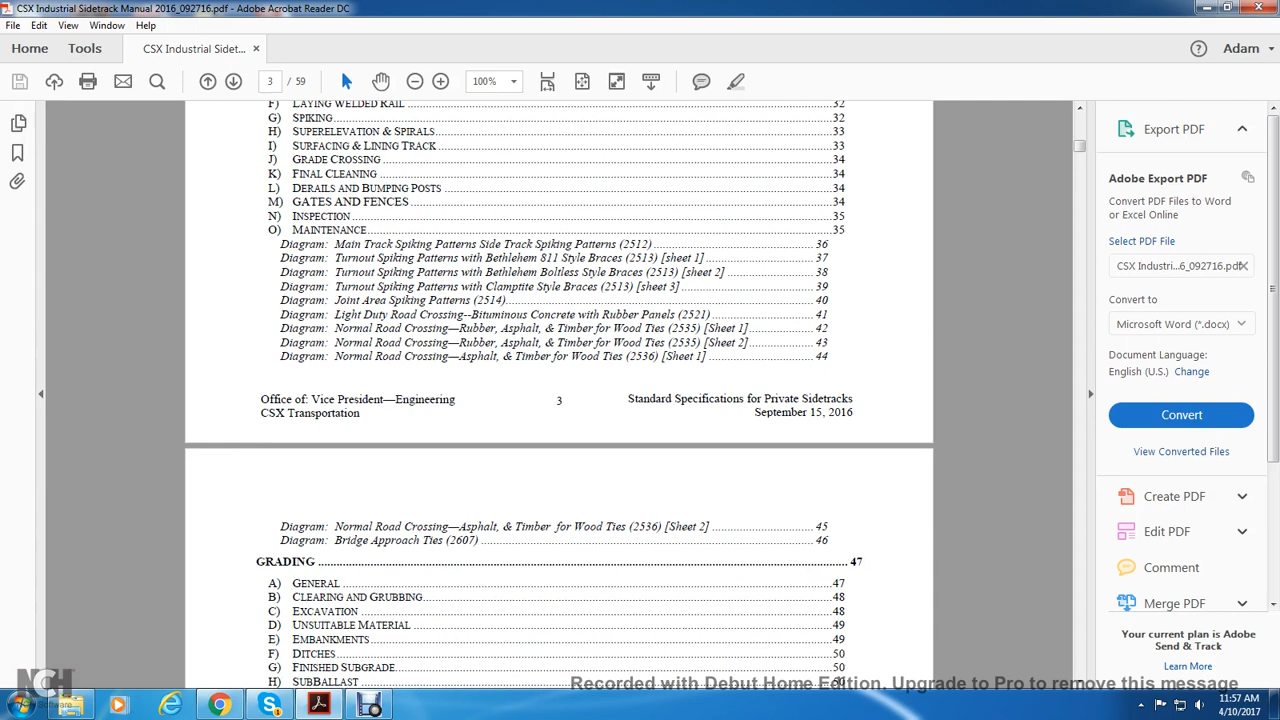 CSX Industrial Sidetrack Manual 2016_092716.pdf - Adobe Acrobat Reader DC
File Edit View Window Help
Home Tools CSX Industrial Sidet... × Adam
3 / 59 100%
F) LAYING WELDED RAIL 32
G) SPIKING 32
H) SUPERELEVATION & SPIRALS 33
I) SURFACING & LINING TRACK 33
J) GRADE CROSSING 34
K) FINAL CLEANING 34
L) DERAILS AND BUMPING POSTS 34
M) GATES AND FENCES 34
N) INSPECTION 35
O) MAINTENANCE 35
Diagram: Main Track Spiking Patterns Side Track Spiking Patterns (2512) 36
Diagram: Turnout Spiking Patterns with Bethlehem 811 Style Braces (2513) [sheet 1] 37
Diagram: Turnout Spiking Patterns with Bethlehem Boltless Style Braces (2513) [sheet 2] 38
Diagram: Turnout Spiking Patterns with Clamptite Style Braces (2513) [sheet 3] 39
Diagram: Joint Area Spiking Patterns (2514) 40
Diagram: Light Duty Road Crossing--Bituminous Concrete with Rubber Panels (2521) 41
Diagram: Normal Road Crossing—Rubber, Asphalt, & Timber for Wood Ties (2535) [Sheet 1] 42
Diagram: Normal Road Crossing—Rubber, Asphalt, & Timber for Wood Ties (2535) [Sheet 2] 43
Diagram: Normal Road Crossing—Asphalt, & Timber for Wood Ties (2536) [Sheet 1] 44
Office of: Vice President—Engineering 3 Standard Specifications for Private Sidetracks
CSX Transportation September 15, 2016
Diagram: Normal Road Crossing—Asphalt, & Timber for Wood Ties (2536) [Sheet 2] 45
Diagram: Bridge Approach Ties (2607) 46
GRADING 47
A) GENERAL 47
B) CLEARING AND GRUBBING 48
C) EXCAVATION 48
D) UNSUITABLE MATERIAL 49
E) EMBANKMENTS 49
F) DITCHES 50
G) FINISHED SUBGRADE 50
H) SUBBALLAST 50
Export PDF
Adobe Export PDF
Convert PDF Files to Word
or Excel Online
Select PDF File
CSX Industri...6_092716.pdf
Convert to
Microsoft Word (*.docx)
Document Language:
English (U.S.) Change
Convert
View Converted Files
Create PDF
Edit PDF
Comment
Merge PDF
Your current plan is Adobe
Send & Track
Learn More
NCH Software
Recorded with Debut Home Edition. Upgrade to Pro to remove this message
11:57 AM
4/10/2017